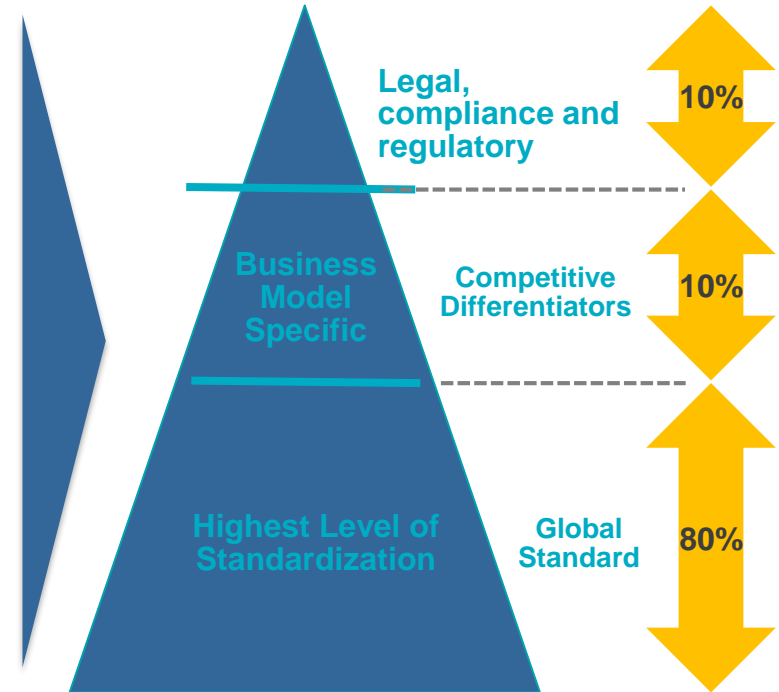 Legal,
compliance and
regulatory
10%
Business
Model
Specific
Competitive
Differentiators
10%
Highest Level of
Standardization
Global
Standard
80%